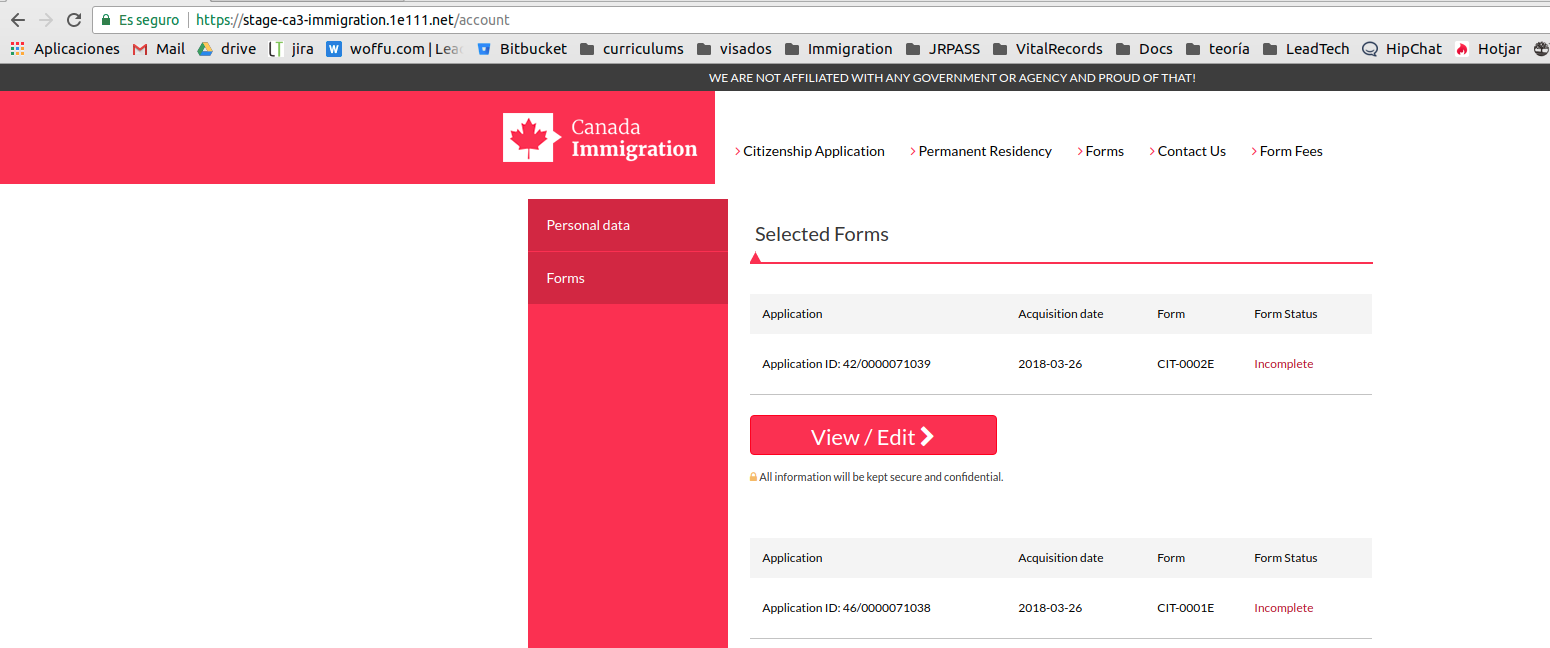 Es seguro https://stage-ca3-immigration.1e111.net/account
Aplicaciones Mail drive jira woffu.com | Lea Bitbucket curriculums visados Immigration JRPASS VitalRecords Docs teoría LeadTech HipChat Hotjar
WE ARE NOT AFFILIATED WITH ANY GOVERNMENT OR AGENCY AND PROUD OF THAT!
Canada
Immigration
Citizenship Application Permanent Residency Forms Contact Us Form Fees
Personal data
Forms
Selected Forms
Application Acquisition date Form Form Status
Application ID: 42/0000071039 2018-03-26 CIT-0002E Incomplete
View / Edit
All information will be kept secure and confidential.
Application Acquisition date Form Form Status
Application ID: 46/0000071038 2018-03-26 CIT-0001E Incomplete